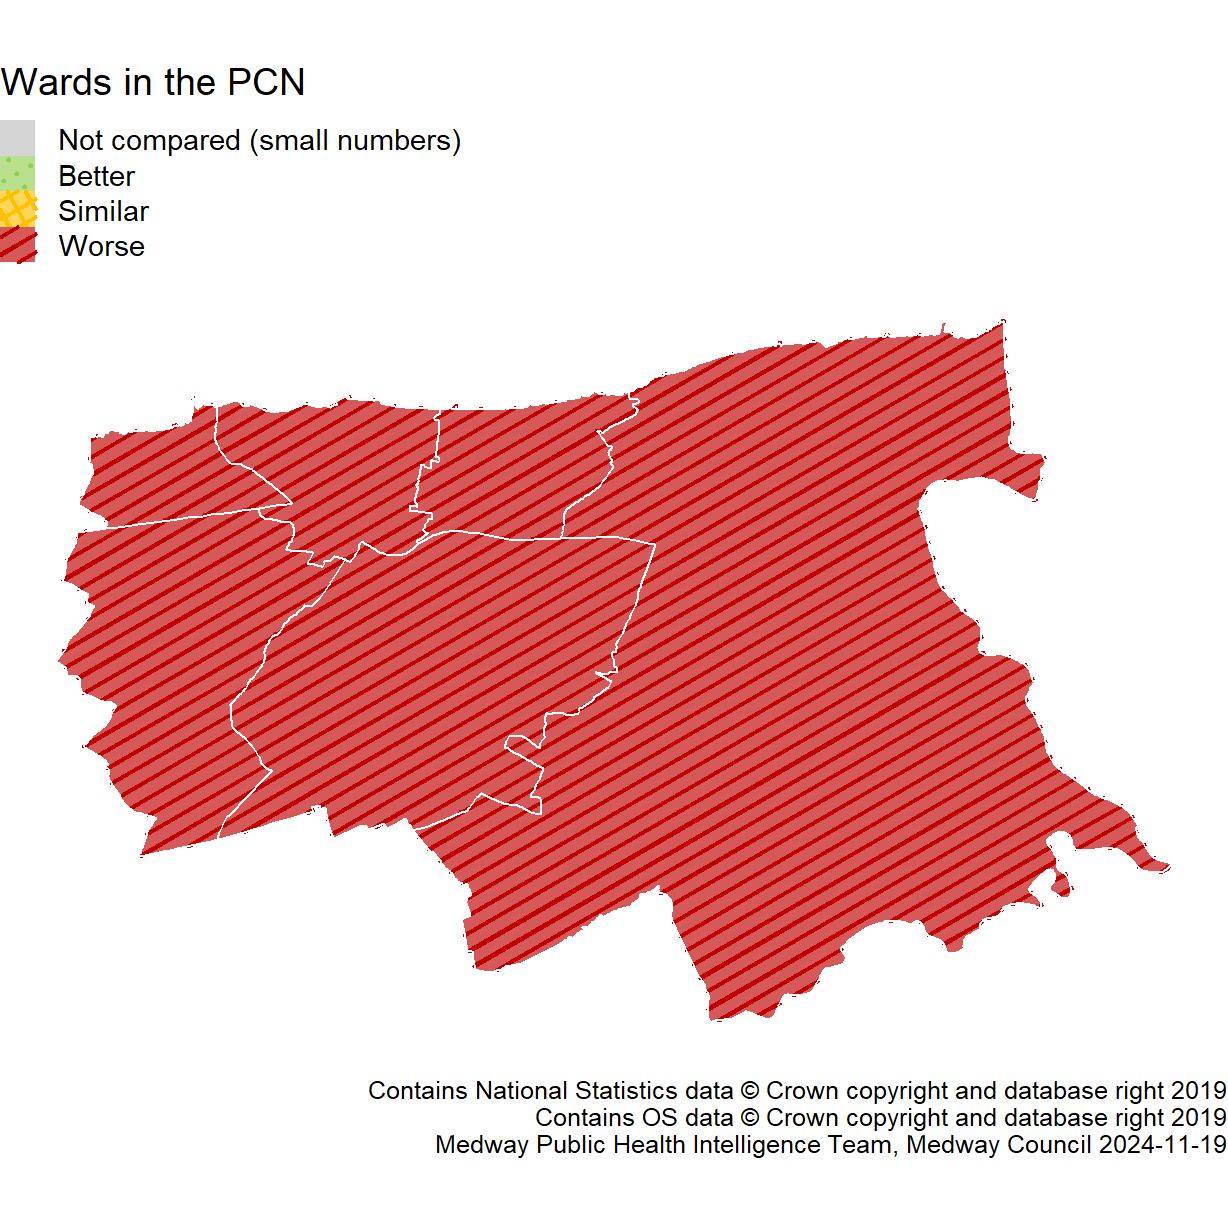 Wards in the PCN
Not compared (small numbers)
Better
Similar
Worse
Contains National Statistics data © Crown copyright and database right 2019
Contains OS data © Crown copyright and database right 2019
Medway Public Health Intelligence Team, Medway Council 2024-11-19